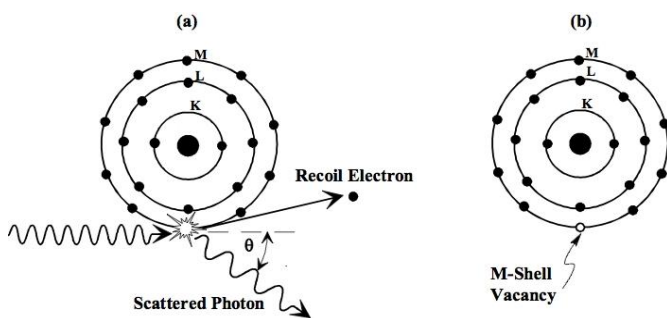 (a)
M
L
K
Recoil Electron
θ
Scattered Photon
(b)
M
L
K
M-Shell
Vacancy